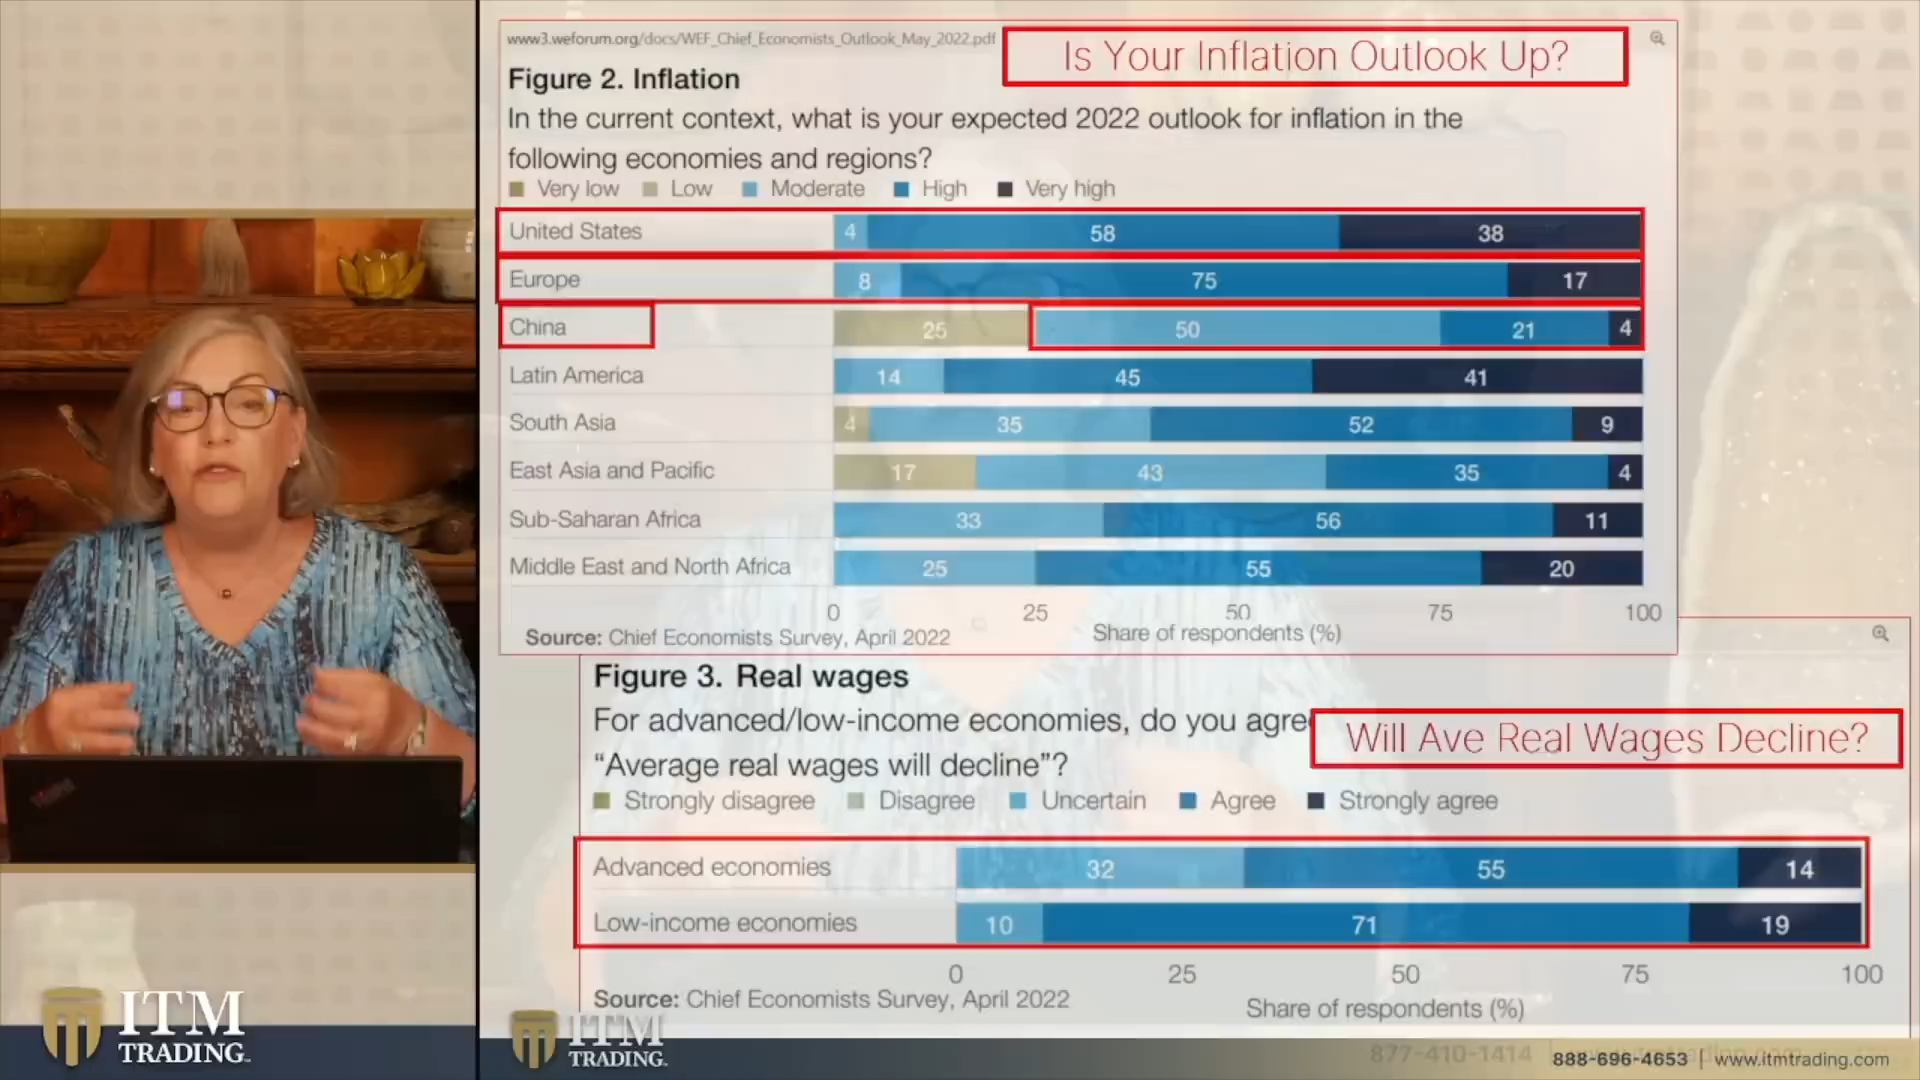 www3.weforum.org/docs/WEF_Chief_Economists_Outlook_May_2022.pdf
Is Your Inflation Outlook Up?
Figure 2. Inflation
In the current context, what is your expected 2022 outlook for inflation in the
following economies and regions?
Very low Low Moderate High Very high
United States 4 58 38
Europe 8 75 17
China 25 50 21 4
Latin America 14 45 41
South Asia 4 35 52 9
East Asia and Pacific 17 43 35 4
Sub-Saharan Africa 33 56 11
Middle East and North Africa 25 55 20
0 25 50 75 100
Source: Chief Economists Survey, April 2022
Share of respondents (%)
Figure 3. Real wages
For advanced/low-income economies, do you agre
Will Ave Real Wages Decline?
“Average real wages will decline”?
Strongly disagree Disagree Uncertain Agree Strongly agree
Advanced economies 32 55 14
Low-income economies 10 71 19
0 25 50 75 100
Source: Chief Economists Survey, April 2022
Share of respondents (%)
ITM
TRADING
ITM
TRADING
877-410-1414
888-696-4653 | www.itmtrading.com